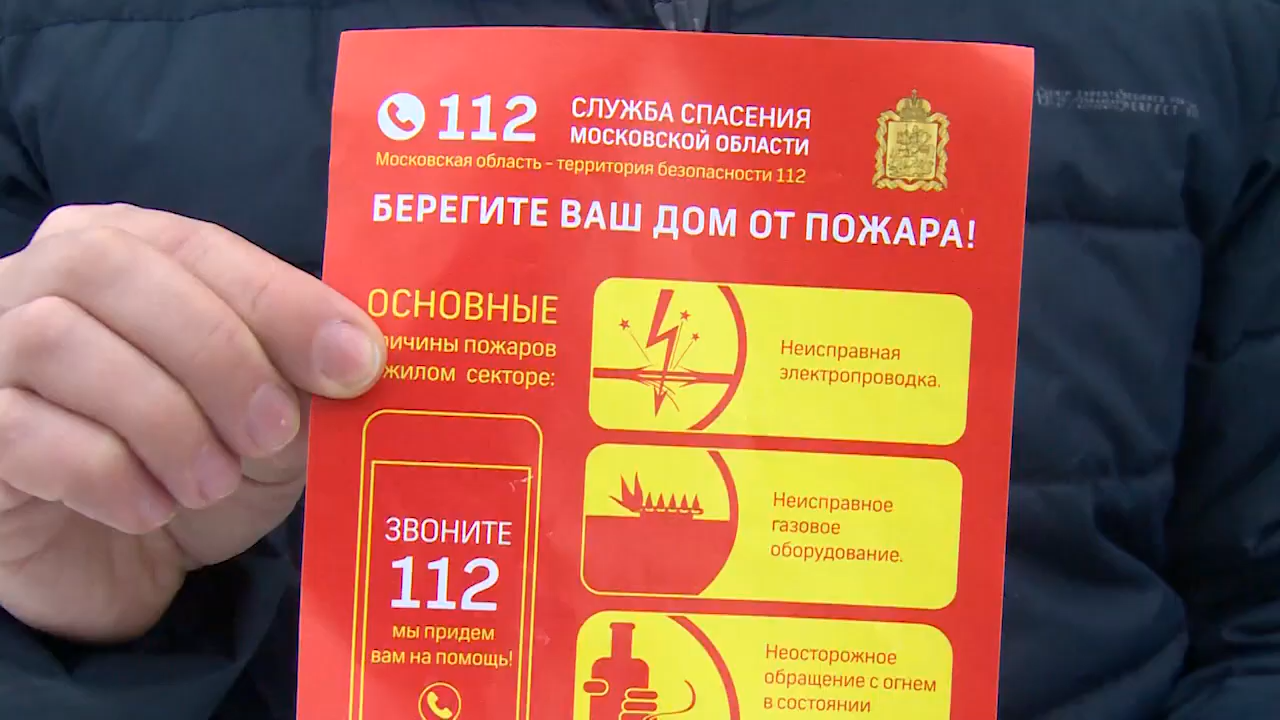 112
СЛУЖБА СПАСЕНИЯ
МОСКОВСКОЙ ОБЛАСТИ
Московская область – территория безопасности 112
БЕРЕГИТЕ ВАШ ДОМ ОТ ПОЖАРА!
ОСНОВНЫЕ
ичины пожаров
жилом секторе:
ЗВОНИТЕ
112
мы придем
вам на помощь!
Неисправная
электропроводка.
Неисправное
газовое
оборудование.
Неосторожное
обращение с огнем
в состоянии